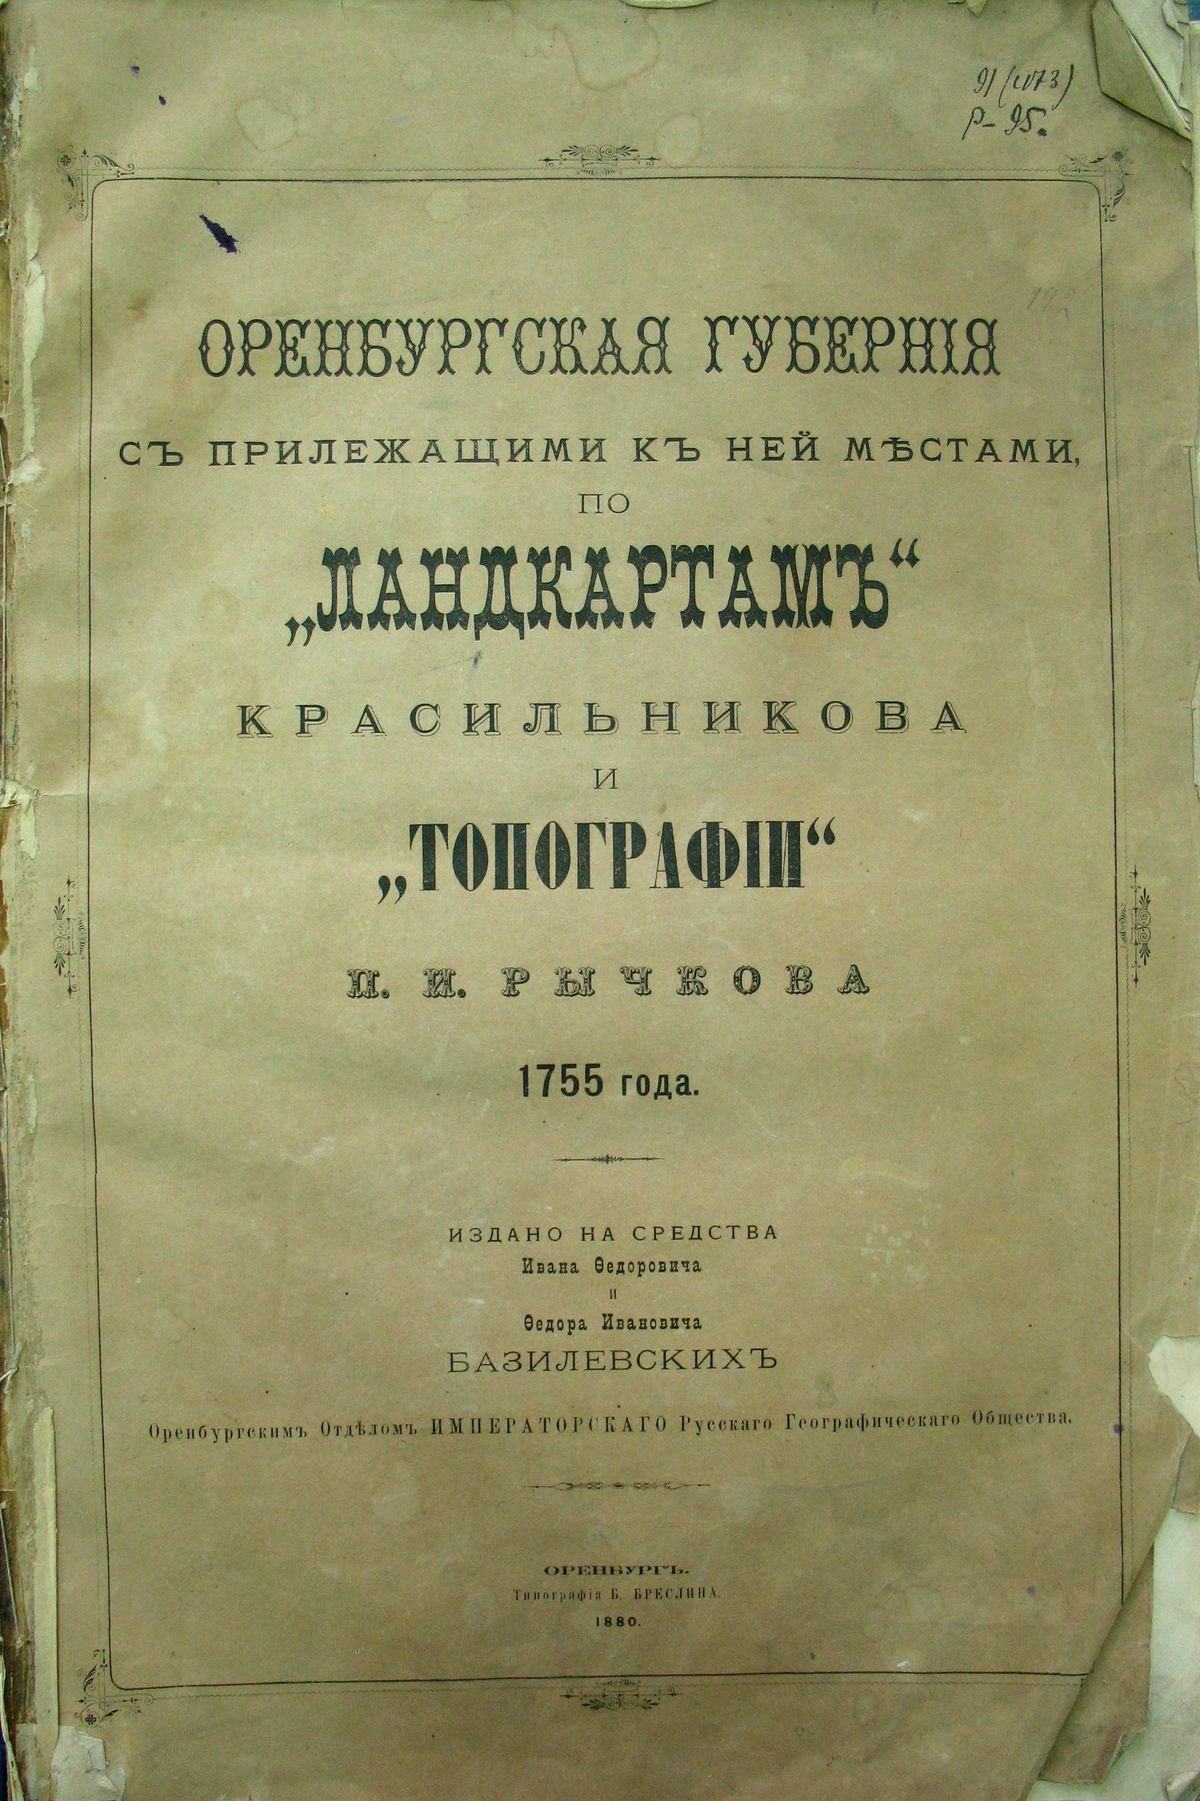 91(с173)
Р-95.
ОРЕНБУРГСКАЯ ГУБЕРНІЯ
СЪ ПРИЛЕЖАЩИМИ КЪ НЕЙ МѢСТАМИ,
ПО
„ЛАНДКАРТАМЪ“
КРАСИЛЬНИКОВА
И
„ТОПОГРАФІИ“
П. И. РЫЧКОВА
1755 года.
ИЗДАНО НА СРЕДСТВА
Ивана Ѳедоровича
и
Ѳедора Ивановича
БАЗИЛЕВСКИХЪ
Оренбургскимъ Отдѣломъ ИМПЕРАТОРСКАГО Русскаго Географическаго Общества.
ОРЕНБУРГЪ.
Типографія Б. БРЕСЛИНА.
1880.